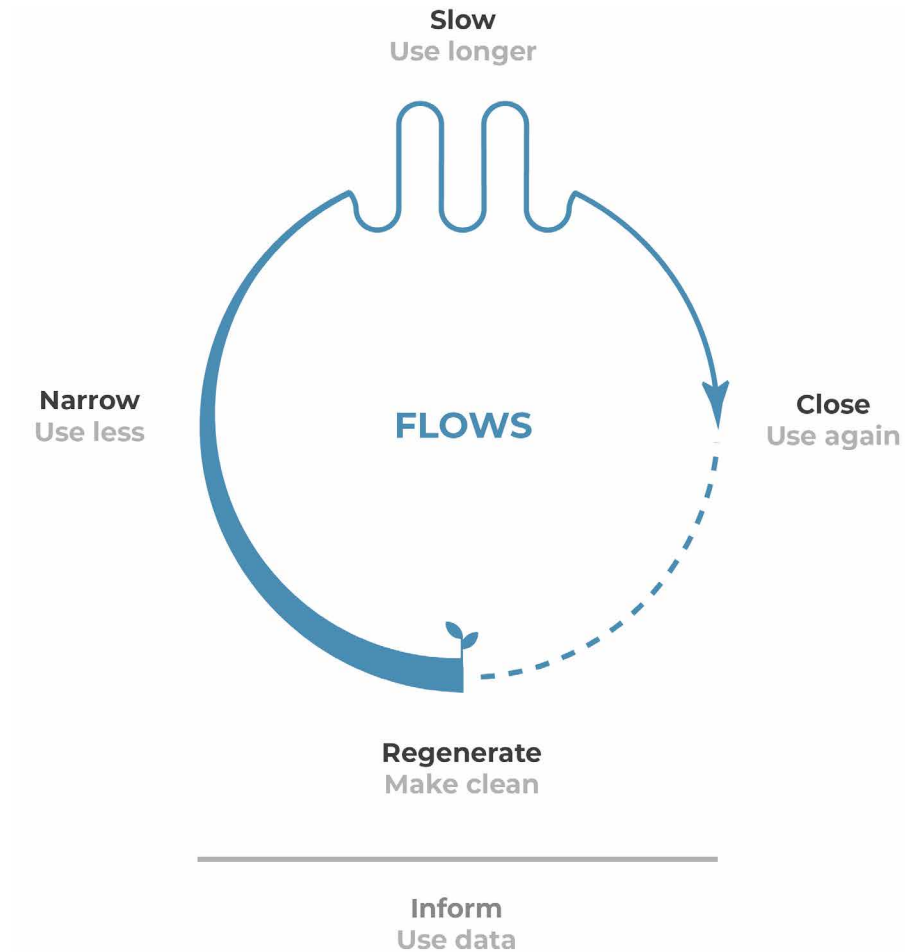 Slow
Use longer
Narrow
Use less
FLOWS
Close
Use again
Regenerate
Make clean
Inform
Use data